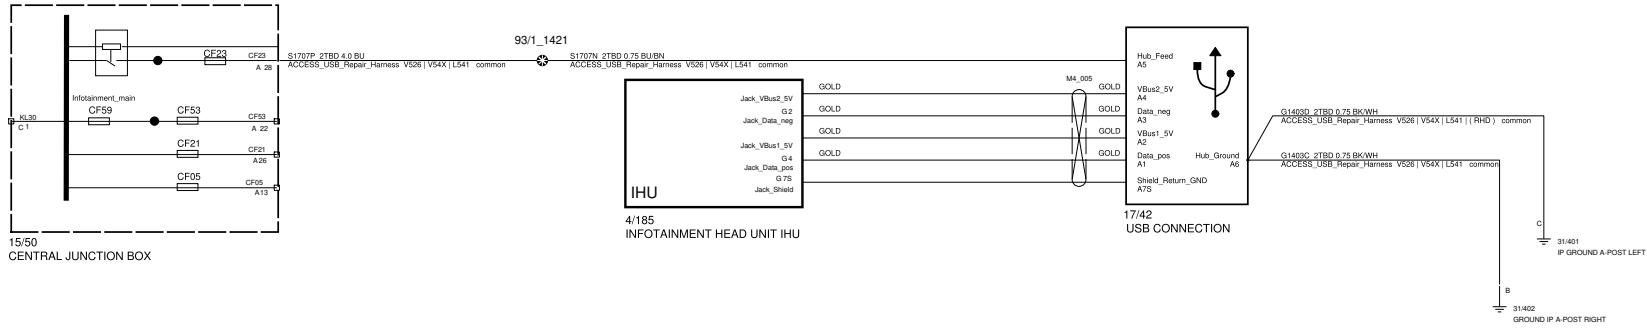 CF23
CF23
A 28
Infotainment_main
CF59
CF53
KL30
C 1
CF53
A 22
CF21
CF21
A26
CF05
CF05
A13
15/50
CENTRAL JUNCTION BOX
S1707P 2TBD 4.0 BU
ACCESS_USB_Repair_Harness V526 | V54X | L541 common
93/1_1421
S1707N 2TBD 0.75 BU/BN
ACCESS_USB_Repair_Harness V526 | V54X | L541 common
Jack_VBus2_5V
G2
Jack_Data_neg
Jack_VBus1_5V
G4
Jack_Data_pos
G7S
Jack_Shield
IHU
4/185
INFOTAINMENT HEAD UNIT IHU
GOLD
GOLD
GOLD
GOLD
M4_005
GOLD
GOLD
GOLD
GOLD
Hub_Feed
A5
VBus2_5V
A4
Data_neg
A3
VBus1_5V
A2
Data_pos
A1
Shield_Return_GND
A7S
Hub_Ground
A6
17/42
USB CONNECTION
G1403D 2TBD 0.75 BK/WH
ACCESS_USB_Repair_Harness V526 | V54X | L541 | ( RHD ) common
G1403C 2TBD 0.75 BK/WH
ACCESS_USB_Repair_Harness V526 | V54X | L541 common
C
31/401
IP GROUND A-POST LEFT
B
31/402
GROUND IP A-POST RIGHT